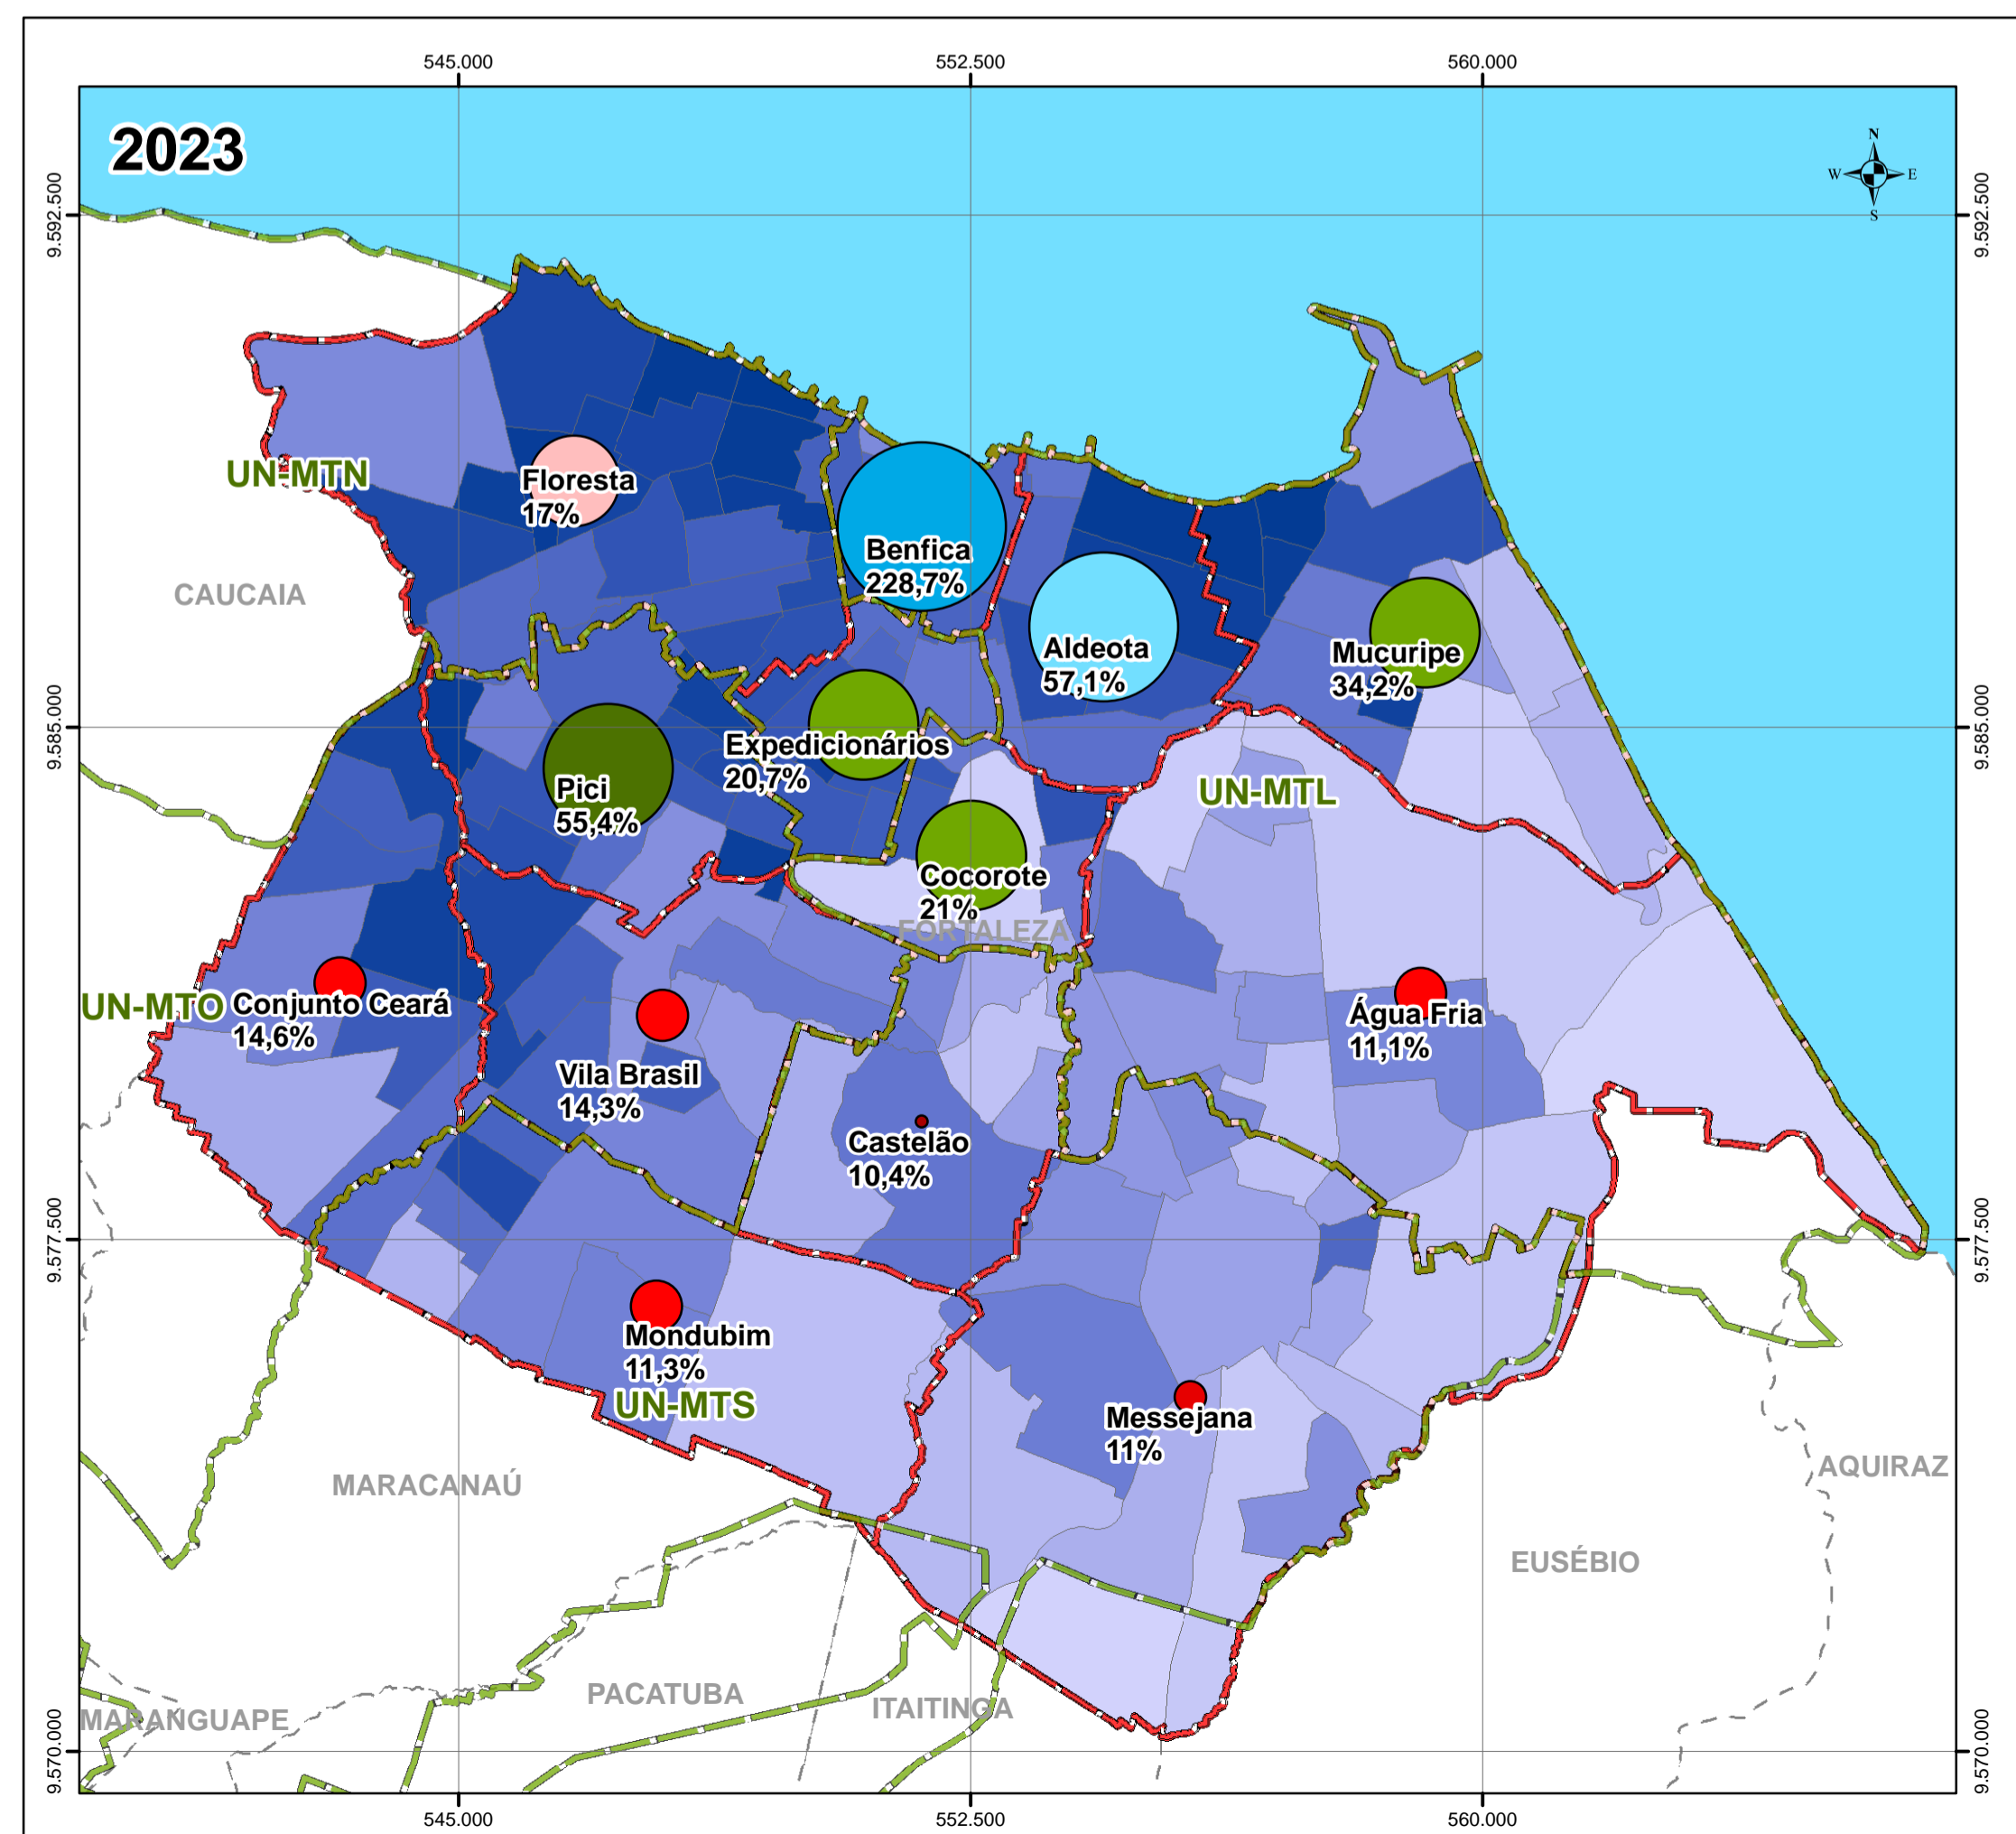 545.000
552.500
560.000
2023
N
W
E
S
9.592.500
9.592.500
UN-MTN
Floresta
17%
Benfica
228,7%
CAUCAIA
Aldeota
57,1%
Mucuripe
34,2%
9.585.000
9.585.000
Expedicionários
20,7%
Pici
55,4%
UN-MTL
Cocorote
21%
FORTALEZA
UN-MTO
Conjunto Ceará
14,6%
Água Fria
11,1%
Vila Brasil
14,3%
Castelão
10,4%
9.577.500
9.577.500
Mondubim
11,3%
UN-MTS
Messejana
11%
MARACANAÚ
AQUIRAZ
EUSÉBIO
PACATUBA
ITAITINGA
MARANGUAPE
9.570.000
9.570.000
545.000
552.500
560.000